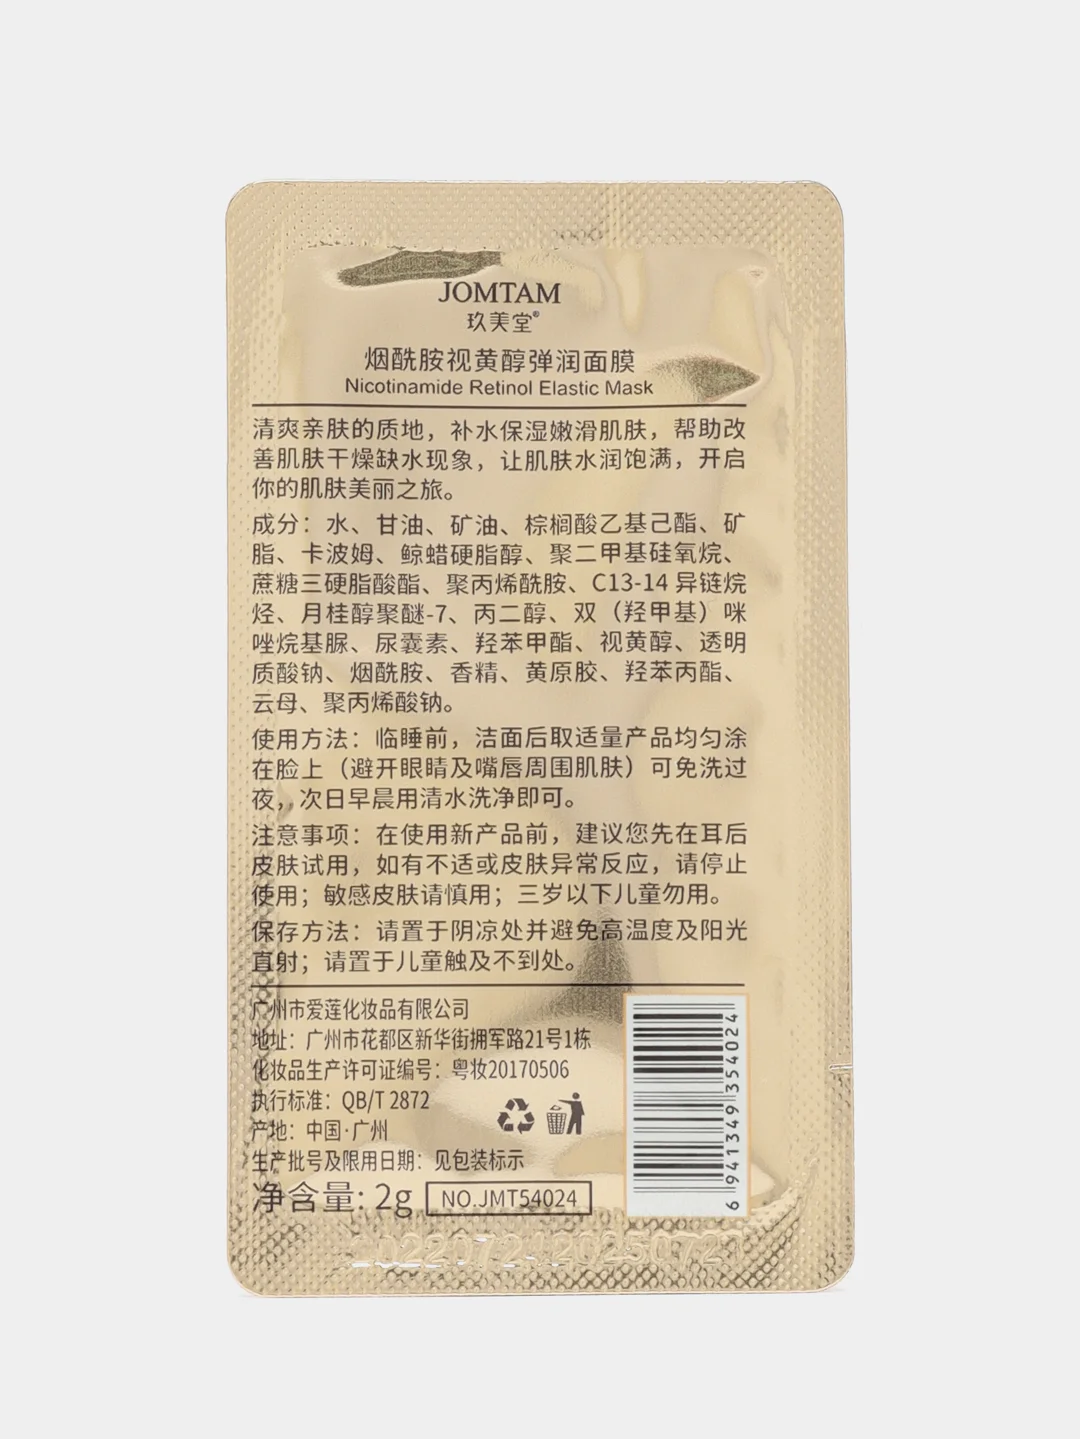 JOMTAM
玖美堂®
烟酰胺视黄醇弹润面膜
Nicotinamide Retinol Elastic Mask
清爽亲肤的质地，补水保湿嫩滑肌肤，帮助改
善肌肤干燥缺水现象，让肌肤水润饱满，开启
你的肌肤美丽之旅。
成分：水、甘油、矿油、棕榈酸乙基己酯、矿
脂、卡波姆、鲸蜡硬脂醇、聚二甲基硅氧烷、
蔗糖三硬脂酸酯、聚丙烯酰胺、C13-14 异链烷
烃、月桂醇聚醚-7、丙二醇、双（羟甲基）咪
唑烷基脲、尿囊素、羟苯甲酯、视黄醇、透明
质酸钠、烟酰胺、香精、黄原胶、羟苯丙酯、
云母、聚丙烯酸钠。
使用方法：临睡前，洁面后取适量产品均匀涂
在脸上（避开眼睛及嘴唇周围肌肤）可免洗过
夜，次日早晨用清水洗净即可。
注意事项：在使用新产品前，建议您先在耳后
皮肤试用，如有不适或皮肤异常反应，请停止
使用；敏感皮肤请慎用；三岁以下儿童勿用。
保存方法：请置于阴凉处并避免高温度及阳光
直射；请置于儿童触及不到处。
广州市爱莲化妆品有限公司
地址：广州市花都区新华街拥军路21号1栋
化妆品生产许可证编号：粤妆20170506
执行标准：QB/T 2872
产地：中国·广州
生产批号及限用日期：见包装标示
净含量: 2g
NO.JMT54024
6 941349 354024
20220721 20250721